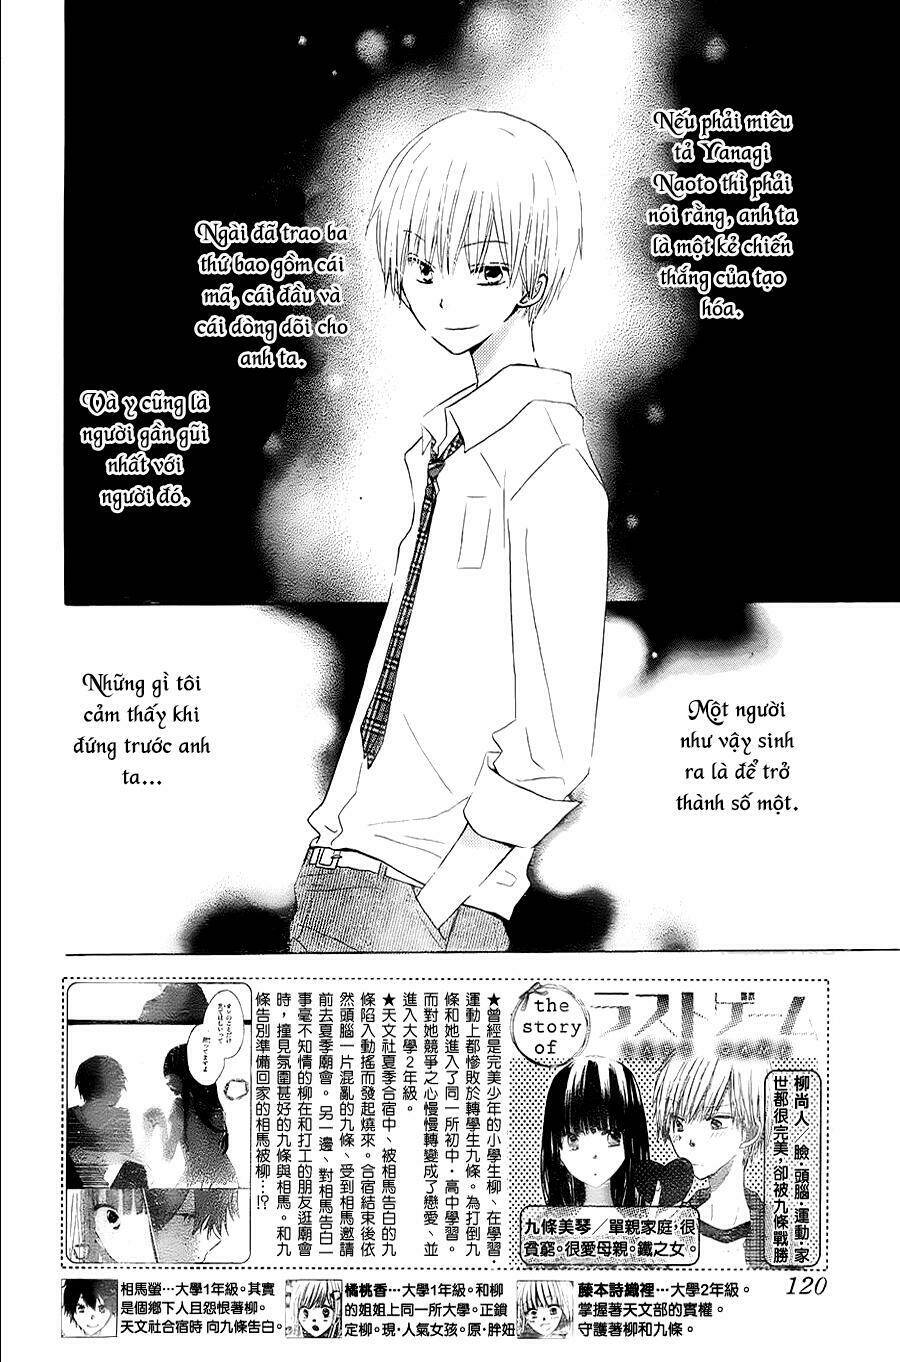 Nếu phải miêu
tả Yanagi
Naoto thì phải
nói rằng, anh ta
là một kẻ chiến
thắng của tạo
hóa.
Ngài đã trao ba
thứ bao gồm cái
mã, cái đầu và
cái dòng dõi cho
anh ta.
Và y cũng là
người gần gũi
nhất với
người đó.
Một người
như vậy sinh
ra là để trở
thành số một.
Những gì tôi
cảm thấy khi
đứng trước anh
ta...
the
story
of
ラストゲーム
柳尚人 臉、頭腦、運動、家
世都很完美,卻被九條戰勝
九條美琴／單親家庭。很
貧窮。很愛母親。鐵之女。
★曾經是完美少年的小學生柳、在學習、
運動上都慘敗於轉學生九條。為打倒九
條和她進入了同一所初中、高中學習。
而對她競爭之心慢慢轉變成了戀愛、並
進入大學2年級。
★天文社夏季合宿中、被相馬告白的九
條陷入動搖而發起燒來。合宿結束後依
然頭腦一片混亂的九條、受到相馬邀請
前去夏季廟會。另一邊、對相馬告白一
事毫不知情的柳在和打工的朋友逛廟會
時，撞見氛圍甚好的九條與相馬。和九
條告別準備回家的相馬被柳…!?
120
藤本詩織裡…大學2年級。
掌握著天文部的實權。
守護著柳和九條。
橘桃香…大學1年級。和柳
的姐姐上同一所大學。正鎖
定柳。現·人氣女孩。原·胖妞
相馬螢…大學1年級。其實
是個鄉下人且怨恨著柳。
天文社合宿時 向九條告白。